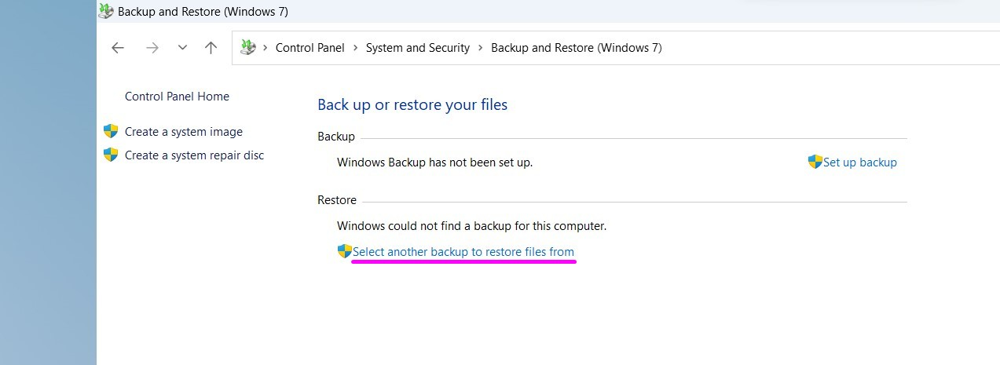 Backup and Restore (Windows 7)
Control Panel > System and Security > Backup and Restore (Windows 7)
Control Panel Home
Create a system image
Create a system repair disc
Back up or restore your files
Backup
Windows Backup has not been set up.
Set up backup
Restore
Windows could not find a backup for this computer.
Select another backup to restore files from